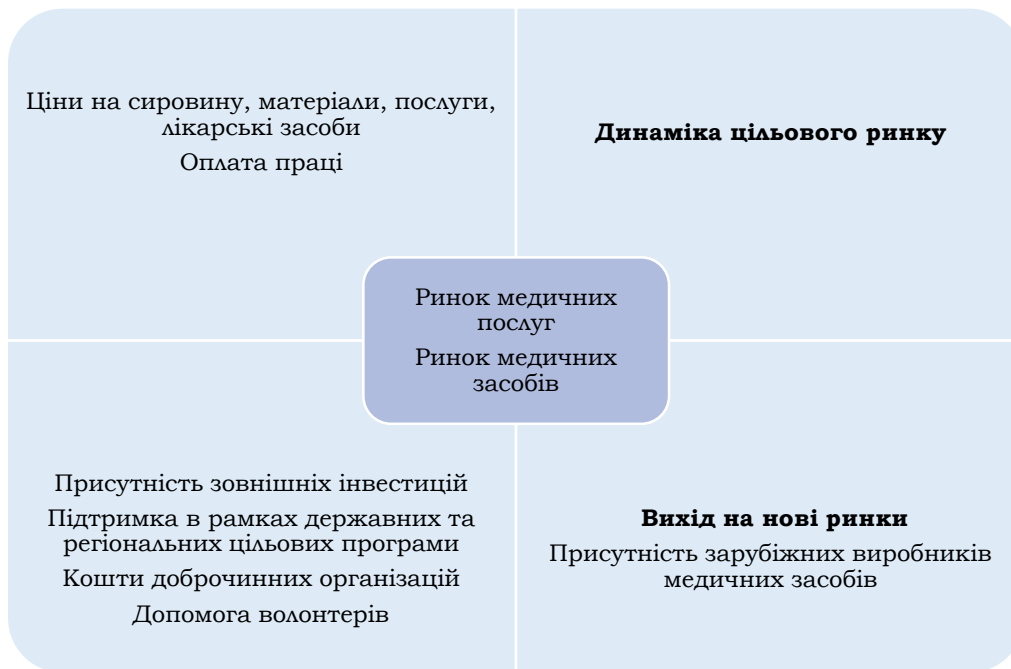 Ціни на сировину, матеріали, послуги,
лікарські засоби
Оплата праці
Динаміка цільового ринку
Ринок медичних
послуг
Ринок медичних
засобів
Присутність зовнішніх інвестицій
Підтримка в рамках державних та
регіональних цільових програми
Кошти доброчинних організацій
Допомога волонтерів
Вихід на нові ринки
Присутність зарубіжних виробників
медичних засобів